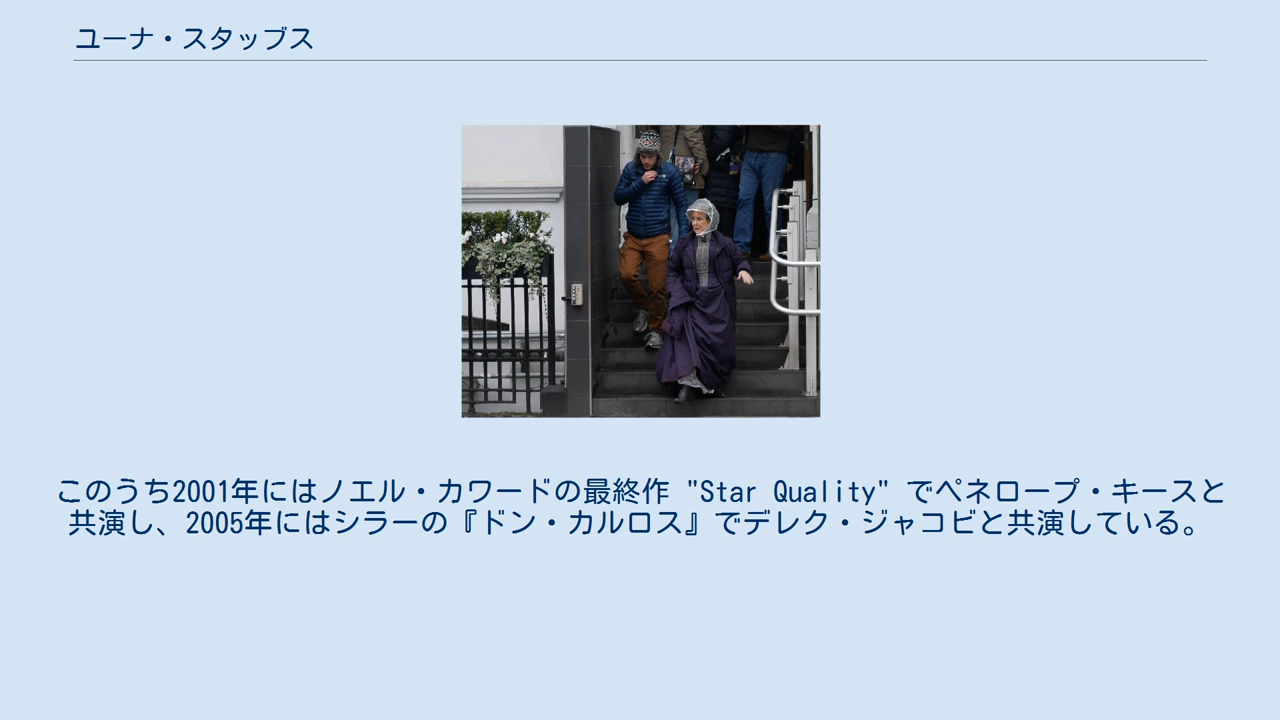 ユーナ・スタッブス
このうち2001年にはノエル・カワードの最終作 "Star Quality" でペネロープ・キースと
共演し、2005年にはシラーの『ドン・カルロス』でデレク・ジャコビと共演している。